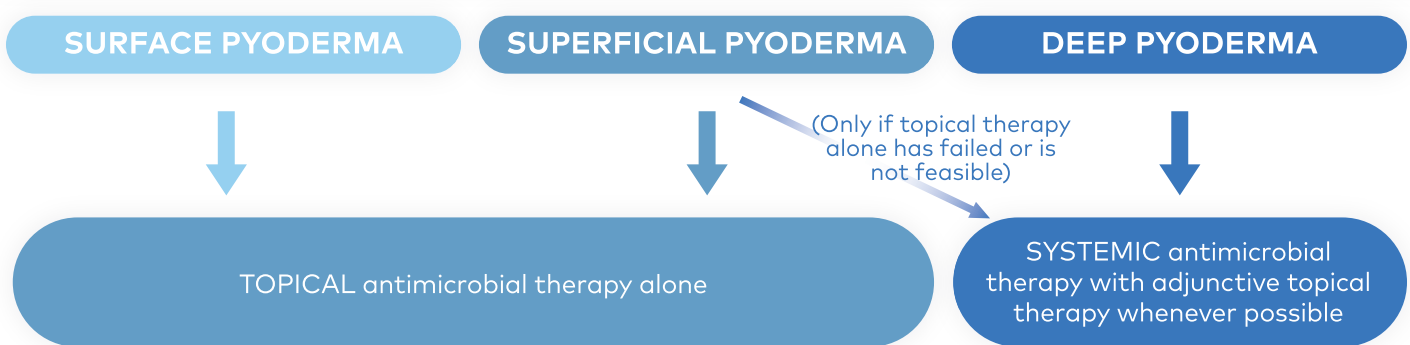 SURFACE PYODERMA
SUPERFICIAL PYODERMA
DEEP PYODERMA
(Only if topical therapy
alone has failed or is
not feasible)
TOPICAL antimicrobial therapy alone
SYSTEMIC antimicrobial
therapy with adjunctive topical
therapy whenever possible